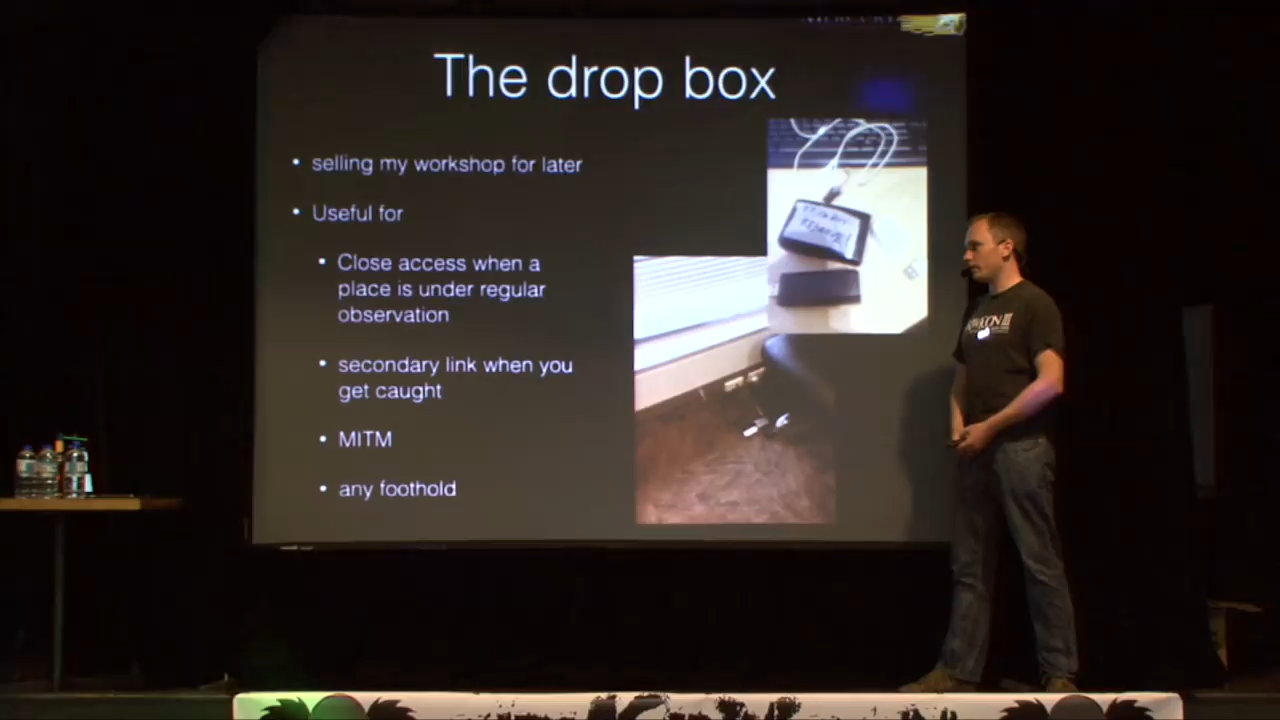 The drop box
• selling my workshop for later
• Useful for
• Close access when a
place is under regular
observation
• secondary link when you
get caught
• MITM
• any foothold